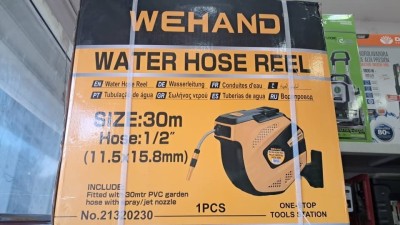 WEHAND
WATER HOSE REEL
EN Water Hose Reel DE Wasserleitung FR Conduites d'eau
PT Tubulação de água GR Σωλήνας νερού ES Tuberías de agua RU Водопровод
SIZE:30m
Hose:1/2"
(11.5x15.8mm)
INCLUDE:
Fitted with 30mtr PVC garden
hose with spray/jet nozzle
No.21320230
1PCS
ONE-STOP
TOOLS STATION